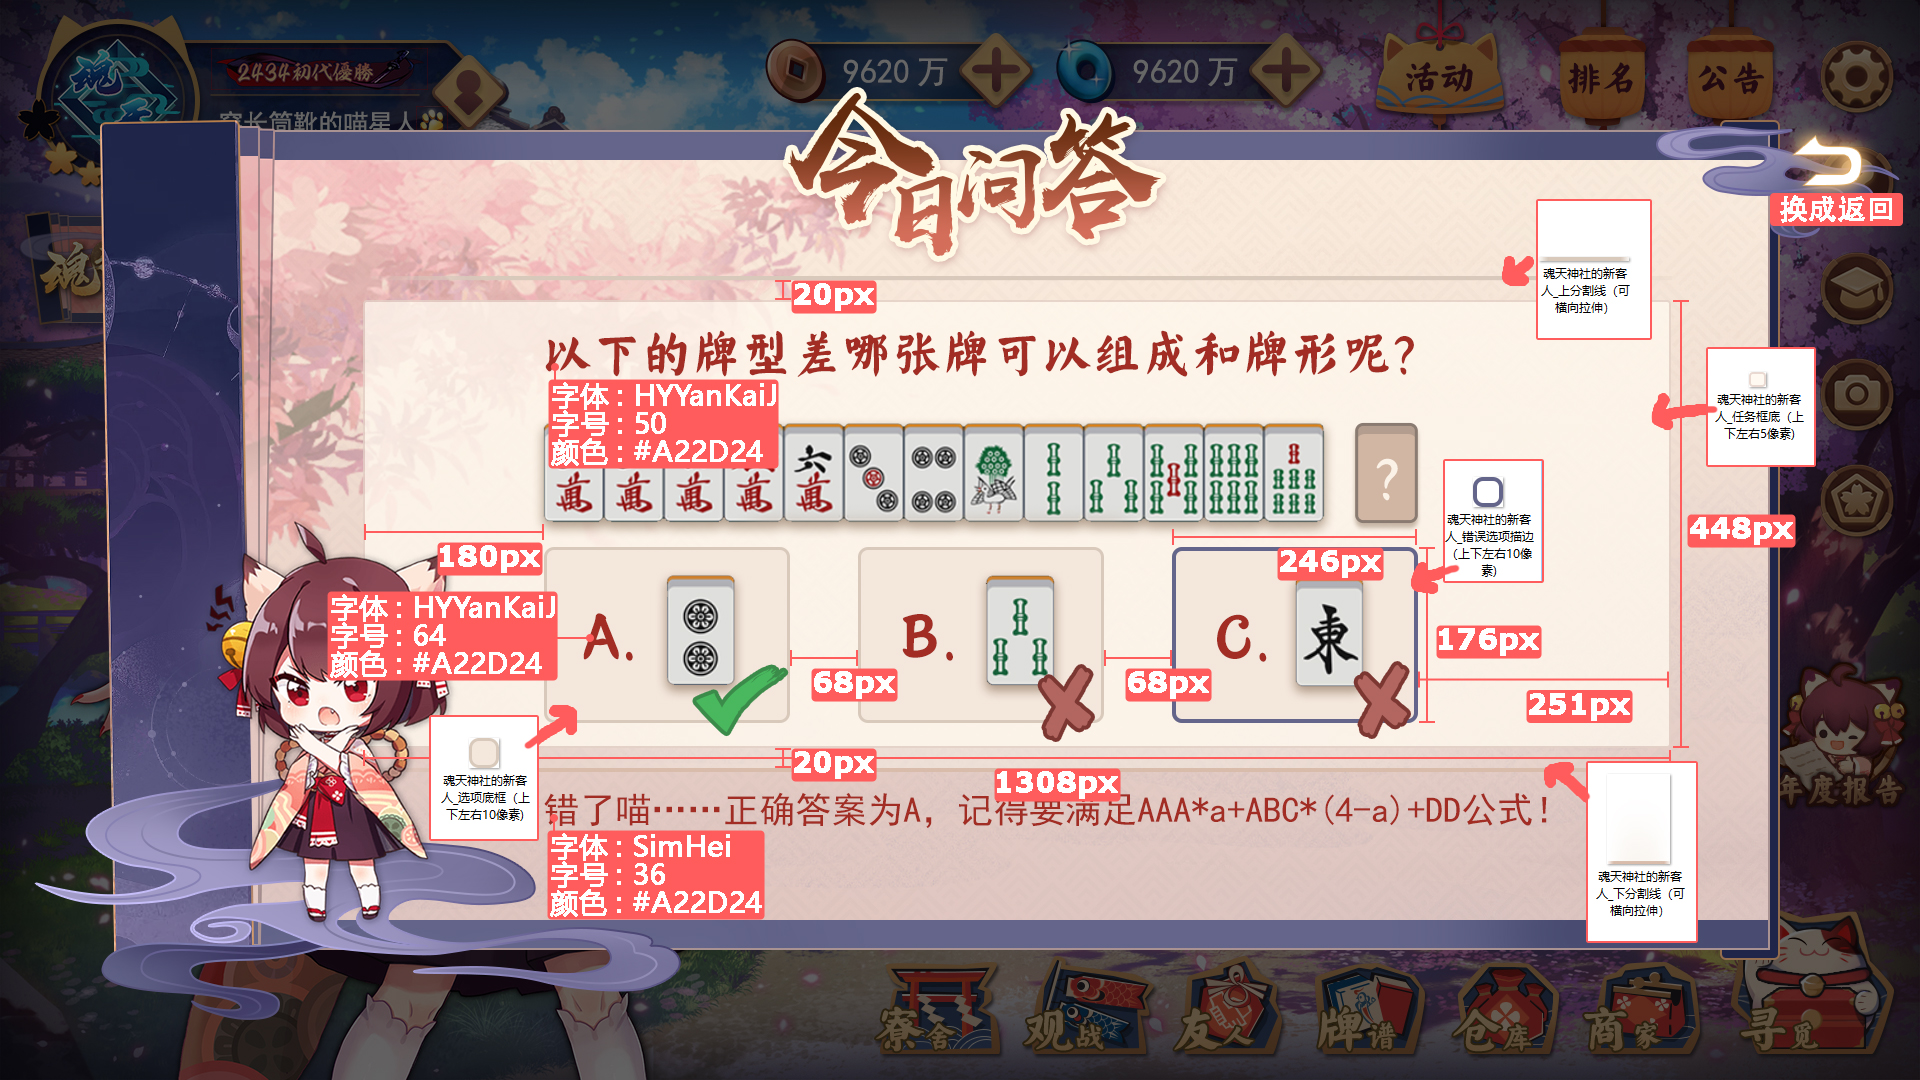 2434初代優勝
穿长筒靴的喵星人
9620 万
9620 万
活动
排名
公告
今日问答
换成返回
魂天神社的新客
人_上分割线（可
横向拉伸）
20px
以下的牌型差哪张牌可以组成和牌形呢？
字体：HYYanKaiJ
字号：50
颜色：#A22D24
萬
萬
萬
萬
六
萬
?
魂天神社的新客
人_任务框底（上
下左右5像素）
魂天神社的新客
人_错误选项描边
（上下左右10像
素）
448px
180px
246px
字体：HYYanKaiJ
字号：64
颜色：#A22D24
A.
B.
C.
東
176px
68px
68px
251px
魂天神社的新客
人_选项底框（上
下左右10像素）
20px
1308px
错了喵……正确答案为A，记得要满足AAA*a+ABC*(4-a)+DD公式！
字体：SimHei
字号：36
颜色：#A22D24
魂天神社的新客
人_下分割线（可
横向拉伸）
年度报告
寮舍
观战
友人
牌谱
仓库
商家
寻觅